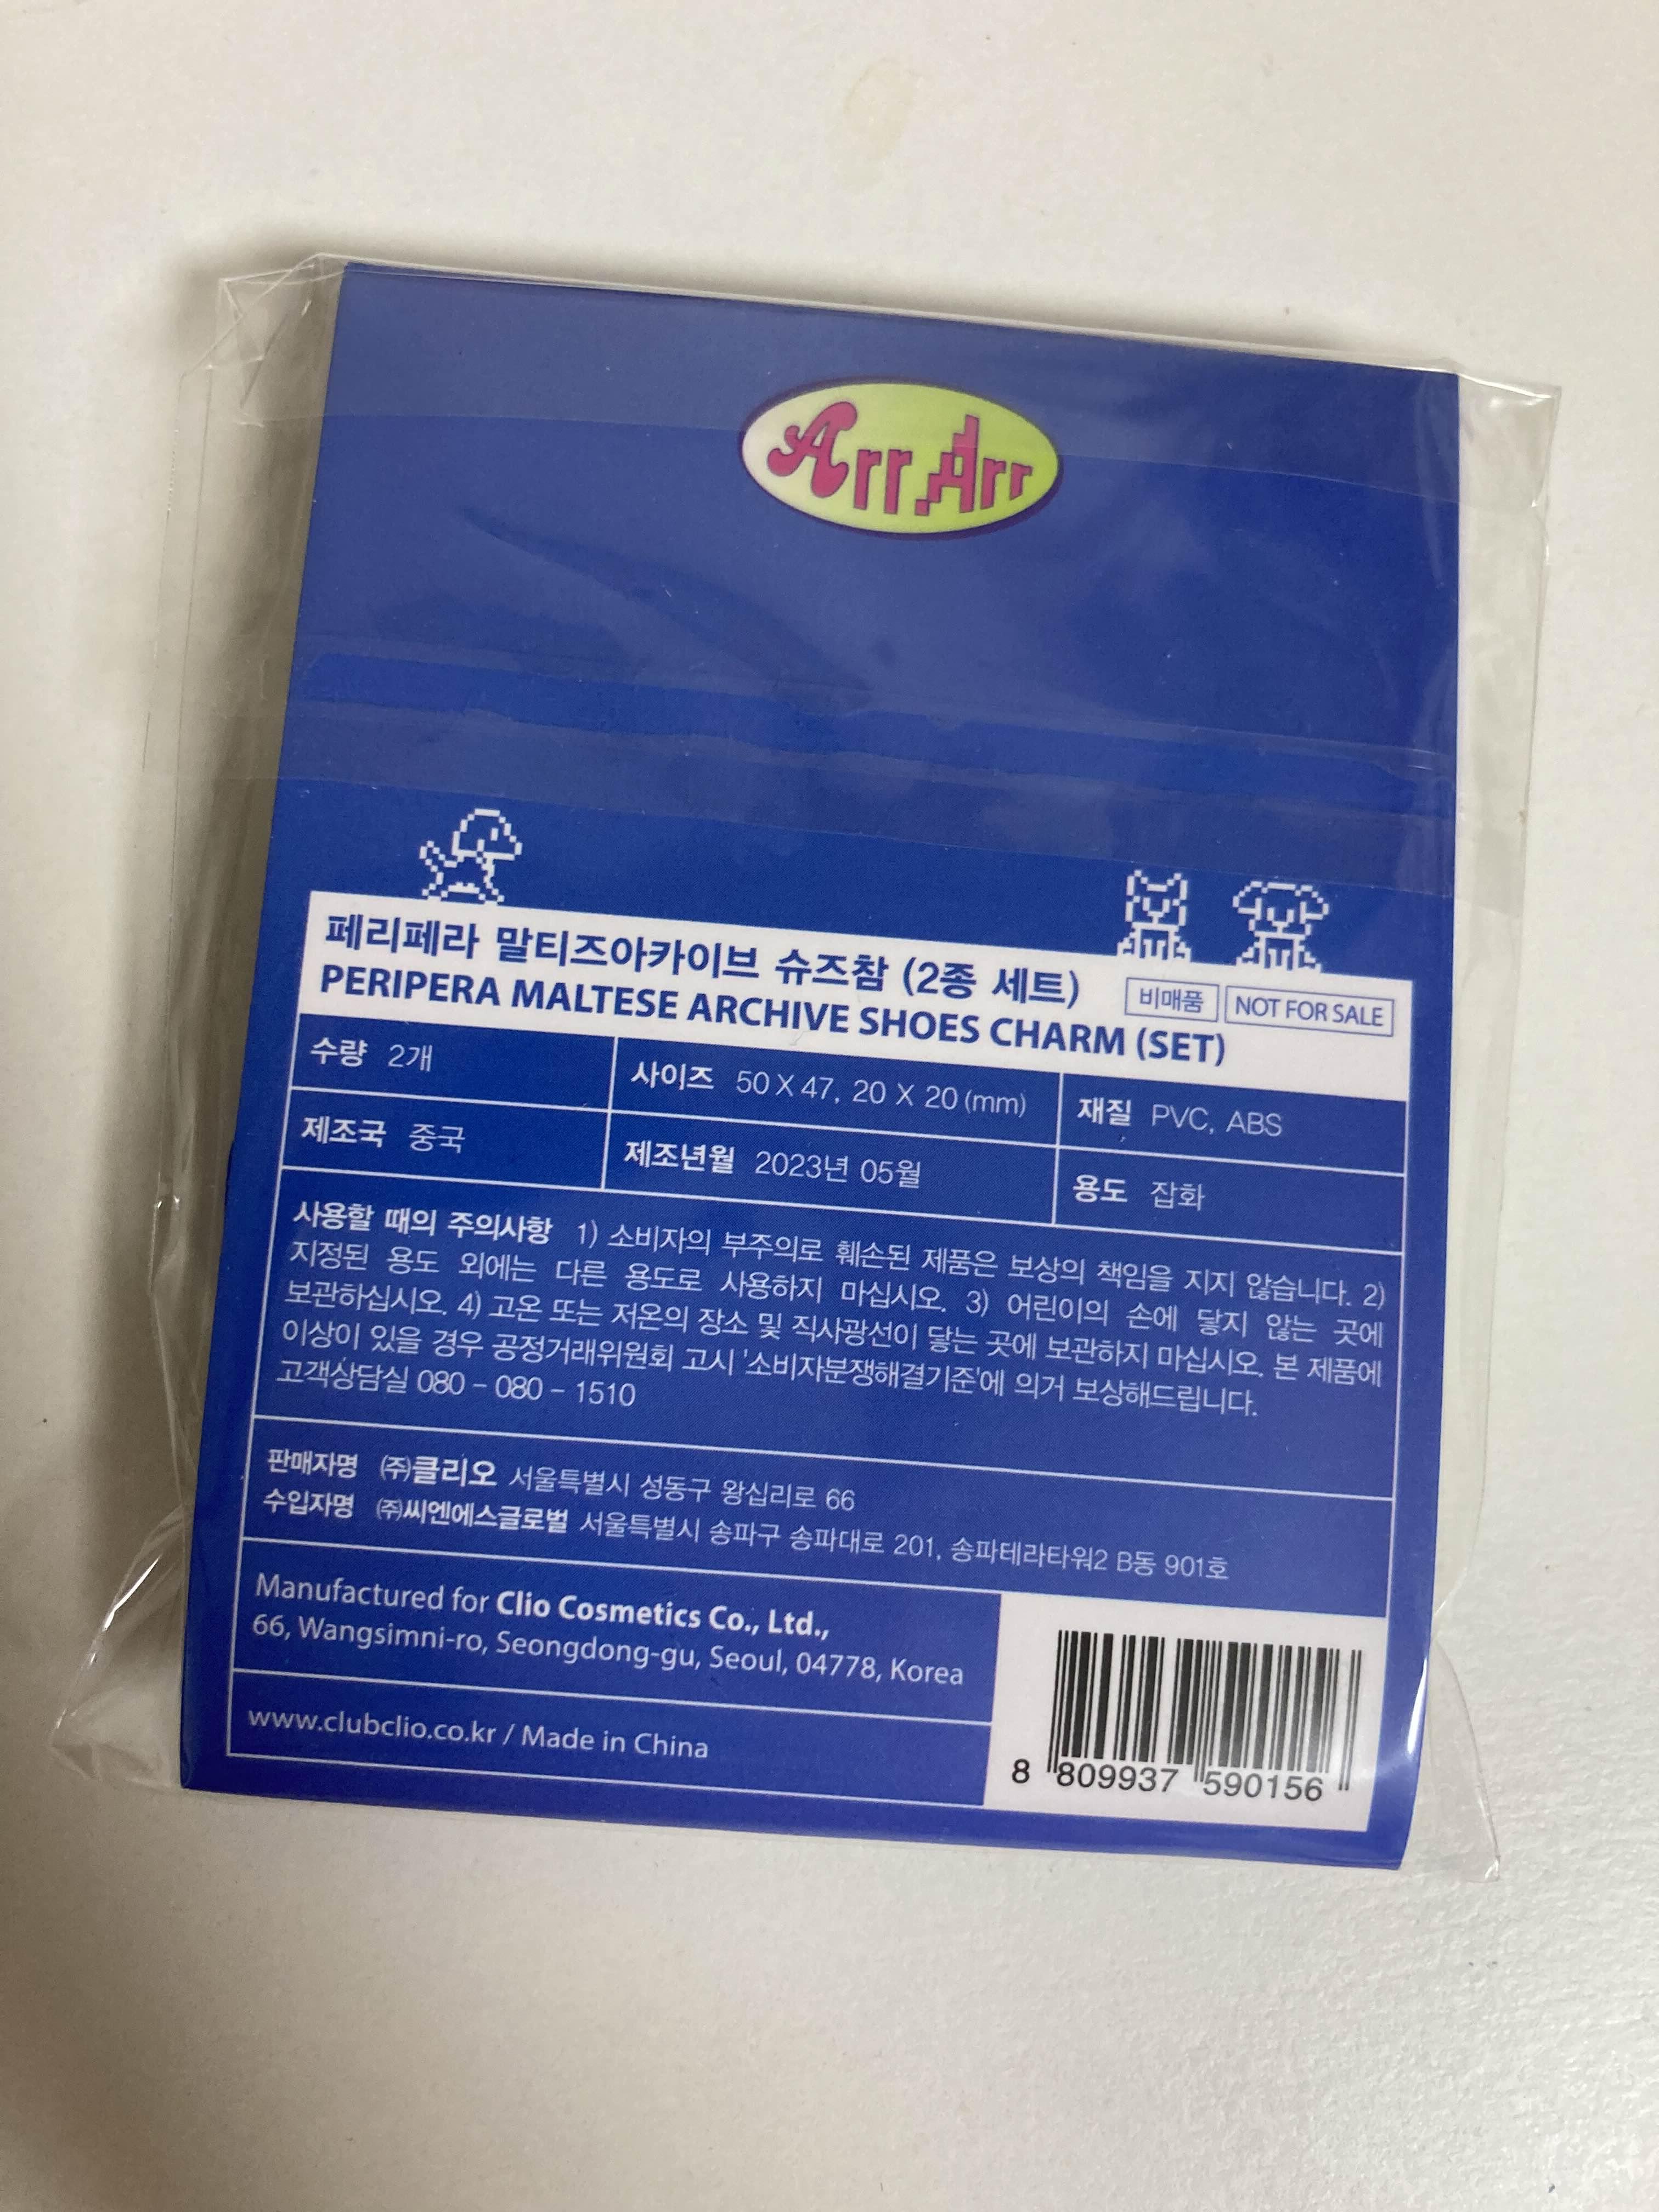 Arr Arr
페리페라 말티즈아카이브 슈즈참 (2종 세트)
PERIPERA MALTESE ARCHIVE SHOES CHARM (SET)
비매품 NOT FOR SALE
수량 2개 사이즈 50 X 47, 20 X 20 (mm) 재질 PVC, ABS
제조국 중국 제조년월 2023년 05월 용도 잡화
사용할 때의 주의사항 1) 소비자의 부주의로 훼손된 제품은 보상의 책임을 지지 않습니다. 2)
지정된 용도 외에는 다른 용도로 사용하지 마십시오. 3) 어린이의 손에 닿지 않는 곳에
보관하십시오. 4) 고온 또는 저온의 장소 및 직사광선이 닿는 곳에 보관하지 마십시오. 본 제품에
이상이 있을 경우 공정거래위원회 고시 '소비자분쟁해결기준'에 의거 보상해드립니다.
고객상담실 080 - 080 - 1510
판매자명 ㈜클리오 서울특별시 성동구 왕십리로 66
수입자명 ㈜씨엔에스글로벌 서울특별시 송파구 송파대로 201, 송파테라타워2 B동 901호
Manufactured for Clio Cosmetics Co., Ltd.,
66, Wangsimni-ro, Seongdong-gu, Seoul, 04778, Korea
www.clubclio.co.kr / Made in China
8 809937 590156